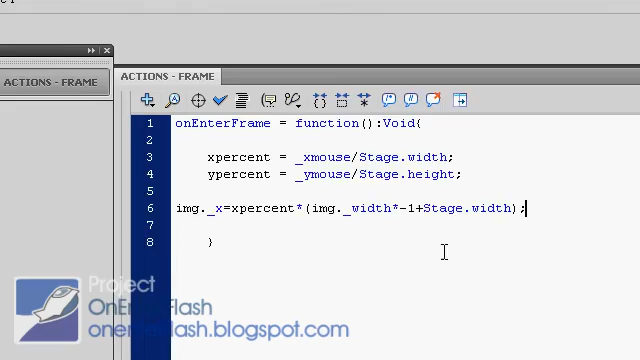 ACTIONS - FRAME
ACTIONS - FRAME
1 onEnterFrame = function():Void{
2
3 xpercent = _xmouse/Stage.width;
4 ypercent = _ymouse/Stage.height;
5
6 img._x=xpercent*(img._width*-1+Stage.width);
7
8 }
Project
OnEnterFlash
onenterflash.blogspot.com